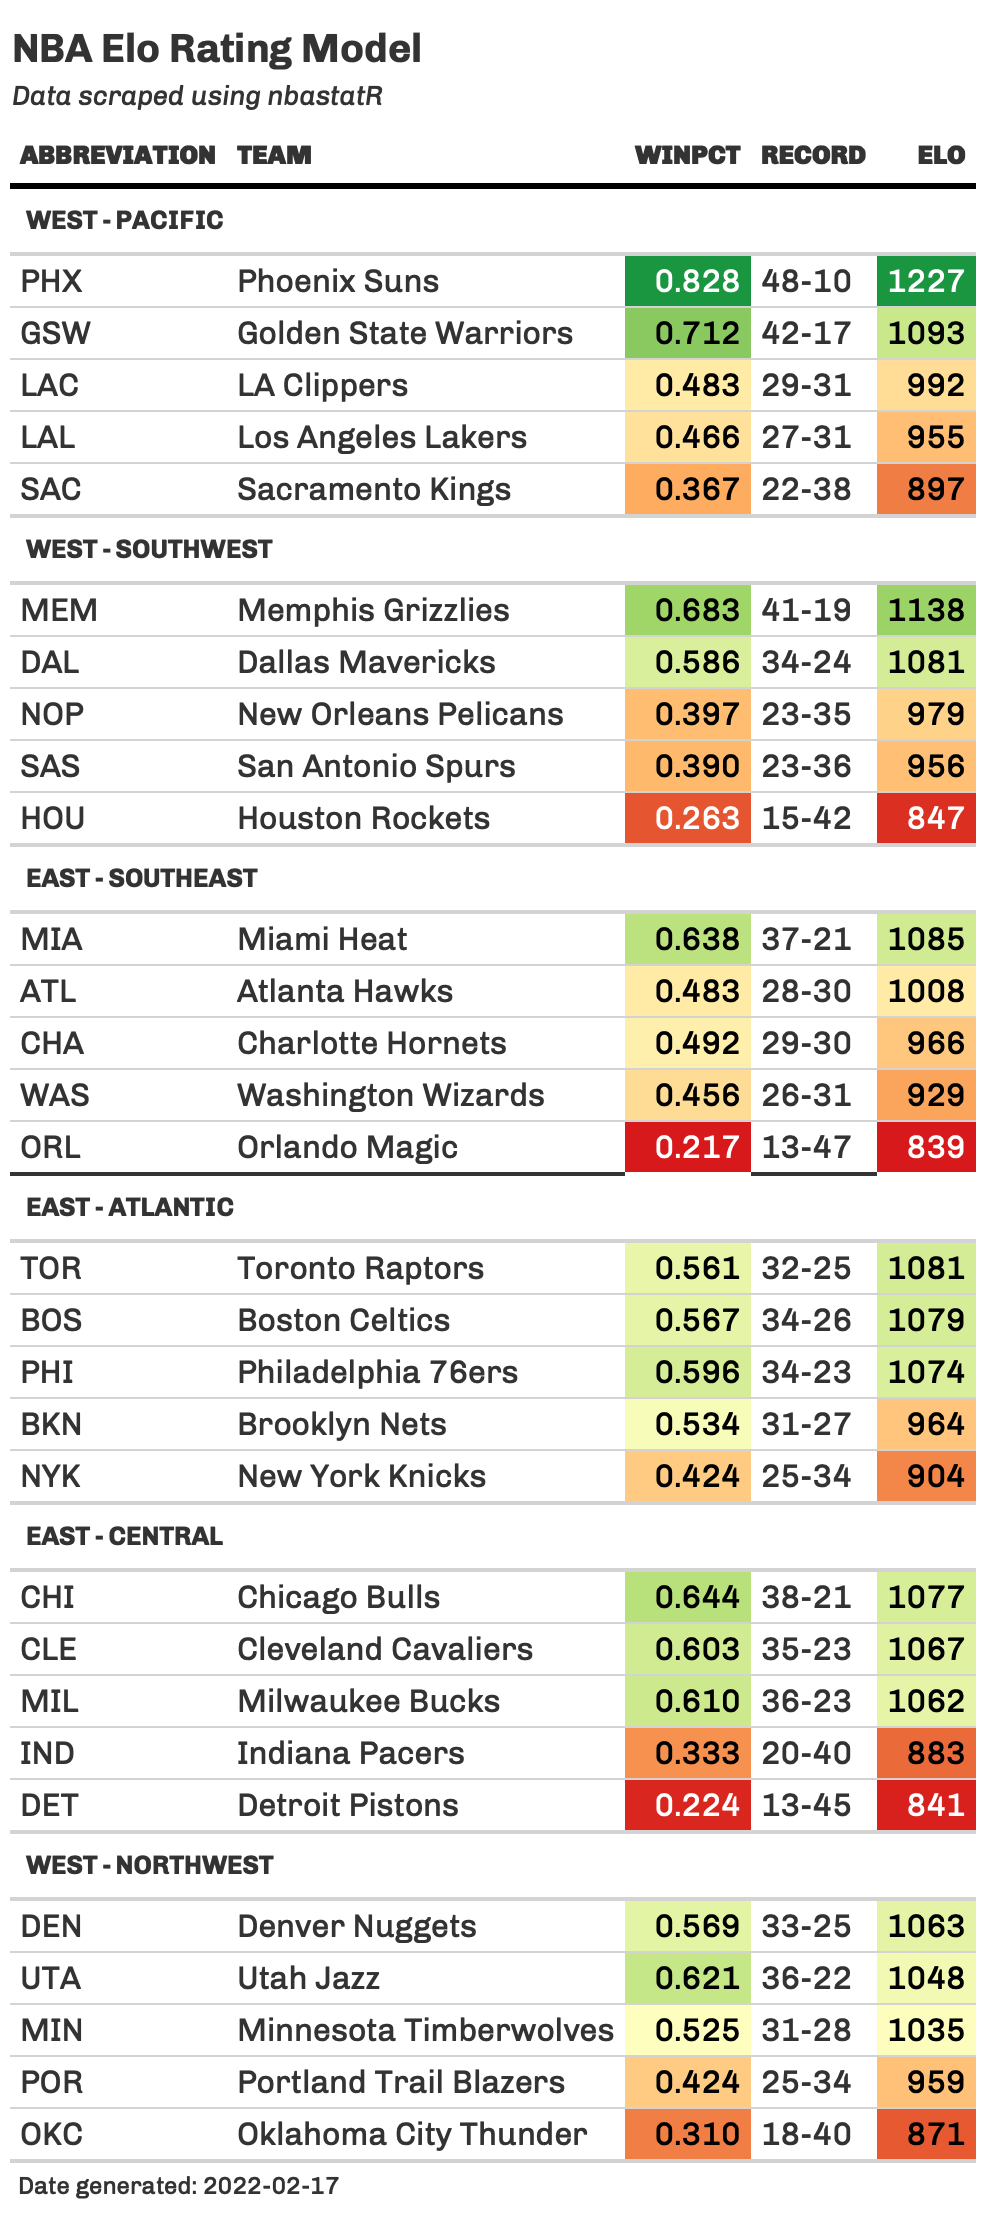 NBA Elo Rating Model
Data scraped using nbastatR
ABBREVIATION TEAM WINPCT RECORD ELO
WEST - PACIFIC
PHX Phoenix Suns 0.828 48-10 1227
GSW Golden State Warriors 0.712 42-17 1093
LAC LA Clippers 0.483 29-31 992
LAL Los Angeles Lakers 0.466 27-31 955
SAC Sacramento Kings 0.367 22-38 897
WEST - SOUTHWEST
MEM Memphis Grizzlies 0.683 41-19 1138
DAL Dallas Mavericks 0.586 34-24 1081
NOP New Orleans Pelicans 0.397 23-35 979
SAS San Antonio Spurs 0.390 23-36 956
HOU Houston Rockets 0.263 15-42 847
EAST - SOUTHEAST
MIA Miami Heat 0.638 37-21 1085
ATL Atlanta Hawks 0.483 28-30 1008
CHA Charlotte Hornets 0.492 29-30 966
WAS Washington Wizards 0.456 26-31 929
ORL Orlando Magic 0.217 13-47 839
EAST - ATLANTIC
TOR Toronto Raptors 0.561 32-25 1081
BOS Boston Celtics 0.567 34-26 1079
PHI Philadelphia 76ers 0.596 34-23 1074
BKN Brooklyn Nets 0.534 31-27 964
NYK New York Knicks 0.424 25-34 904
EAST - CENTRAL
CHI Chicago Bulls 0.644 38-21 1077
CLE Cleveland Cavaliers 0.603 35-23 1067
MIL Milwaukee Bucks 0.610 36-23 1062
IND Indiana Pacers 0.333 20-40 883
DET Detroit Pistons 0.224 13-45 841
WEST - NORTHWEST
DEN Denver Nuggets 0.569 33-25 1063
UTA Utah Jazz 0.621 36-22 1048
MIN Minnesota Timberwolves 0.525 31-28 1035
POR Portland Trail Blazers 0.424 25-34 959
OKC Oklahoma City Thunder 0.310 18-40 871
Date generated: 2022-02-17